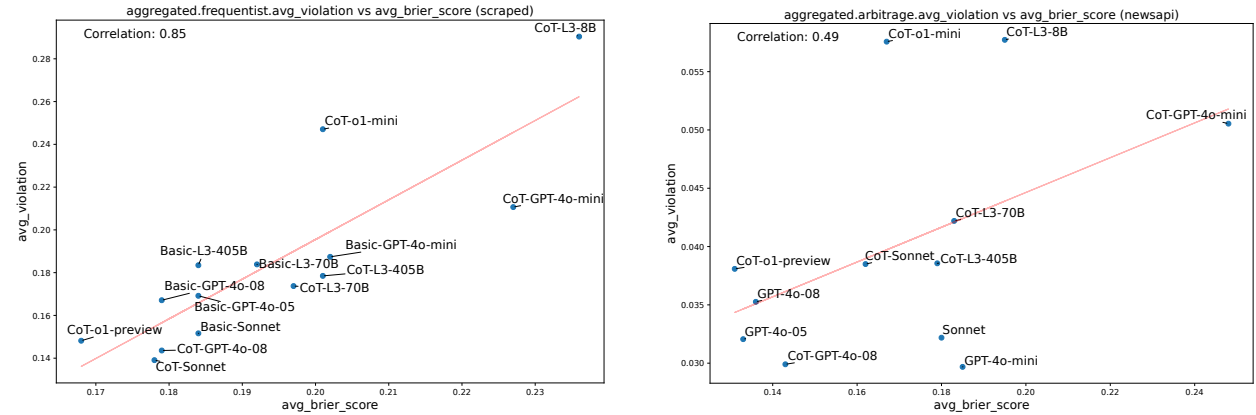 aggregated.frequentist.avg_violation vs avg_brier_score (scraped)
Correlation: 0.85
CoT-L3-8B
0.28
0.26
CoT-o1-mini
0.24
0.22
CoT-GPT-4o-mini
0.20
Basic-GPT-4o-mini
Basic-L3-405B
Basic-L3-70B
0.18
CoT-L3-405B
Basic-GPT-4o-08
CoT-L3-70B
Basic-GPT-4o-05
0.16
CoT-o1-preview
Basic-Sonnet
CoT-GPT-4o-08
0.14
CoT-Sonnet
avg_violation
0.17
0.18
0.19
0.20
0.21
0.22
0.23
avg_brier_score
aggregated.arbitrage.avg_violation vs avg_brier_score (newsapi)
Correlation: 0.49
CoT-o1-mini
CoT-L3-8B
0.055
CoT-GPT-4o-mini
0.050
0.045
CoT-L3-70B
0.040
CoT-o1-preview
CoT-Sonnet
CoT-L3-405B
GPT-4o-08
0.035
GPT-4o-05
Sonnet
CoT-GPT-4o-08
GPT-4o-mini
0.030
avg_violation
0.14
0.16
0.18
0.20
0.22
0.24
avg_brier_score